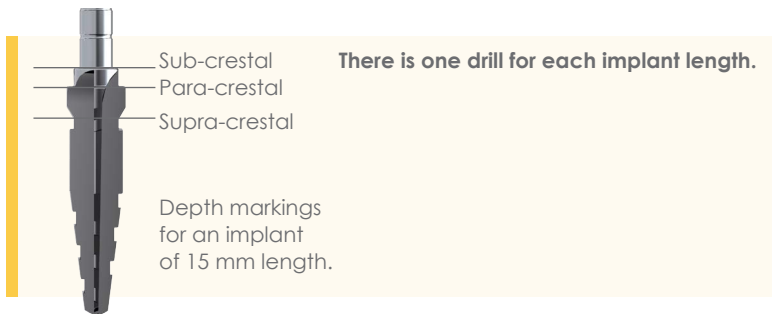 Sub-crestal
There is one drill for each implant length.
Para-crestal
Supra-crestal
Depth markings
for an implant
of 15 mm length.